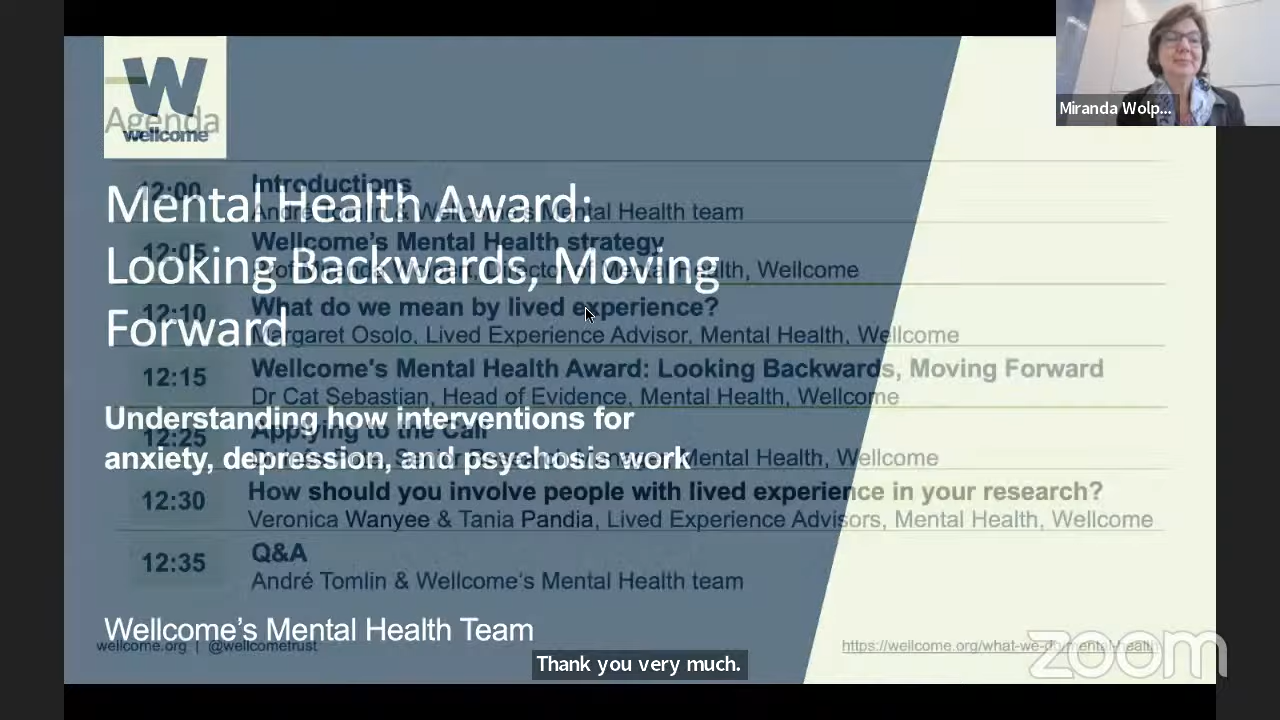 Miranda Wolp...
Agenda
W
wellcome
12:00
Introductions
André Tomlin & Wellcome's Mental Health team
Mental Health Award:
12:05
Wellcome's Mental Health strategy
Prof Miranda Wolpert, Director of Mental Health, Wellcome
Looking Backwards, Moving
12:10
What do we mean by lived experience?
Margaret Osolo, Lived Experience Advisor, Mental Health, Wellcome
Forward
12:15
Wellcome's Mental Health Award: Looking Backwards, Moving Forward
Dr Cat Sebastian, Head of Evidence, Mental Health, Wellcome
Understanding how interventions for
anxiety, depression, and psychosis work
12:25
Applying to the Call
Mental Health, Wellcome
12:30
How should you involve people with lived experience in your research?
Veronica Wanyee & Tania Pandia, Lived Experience Advisors, Mental Health, Wellcome
12:35
Q&A
André Tomlin & Wellcome's Mental Health team
Wellcome's Mental Health Team
wellcome.org | @wellcometrust
https://wellcome.org/what-we-do/mental-health
zoom
Thank you very much.